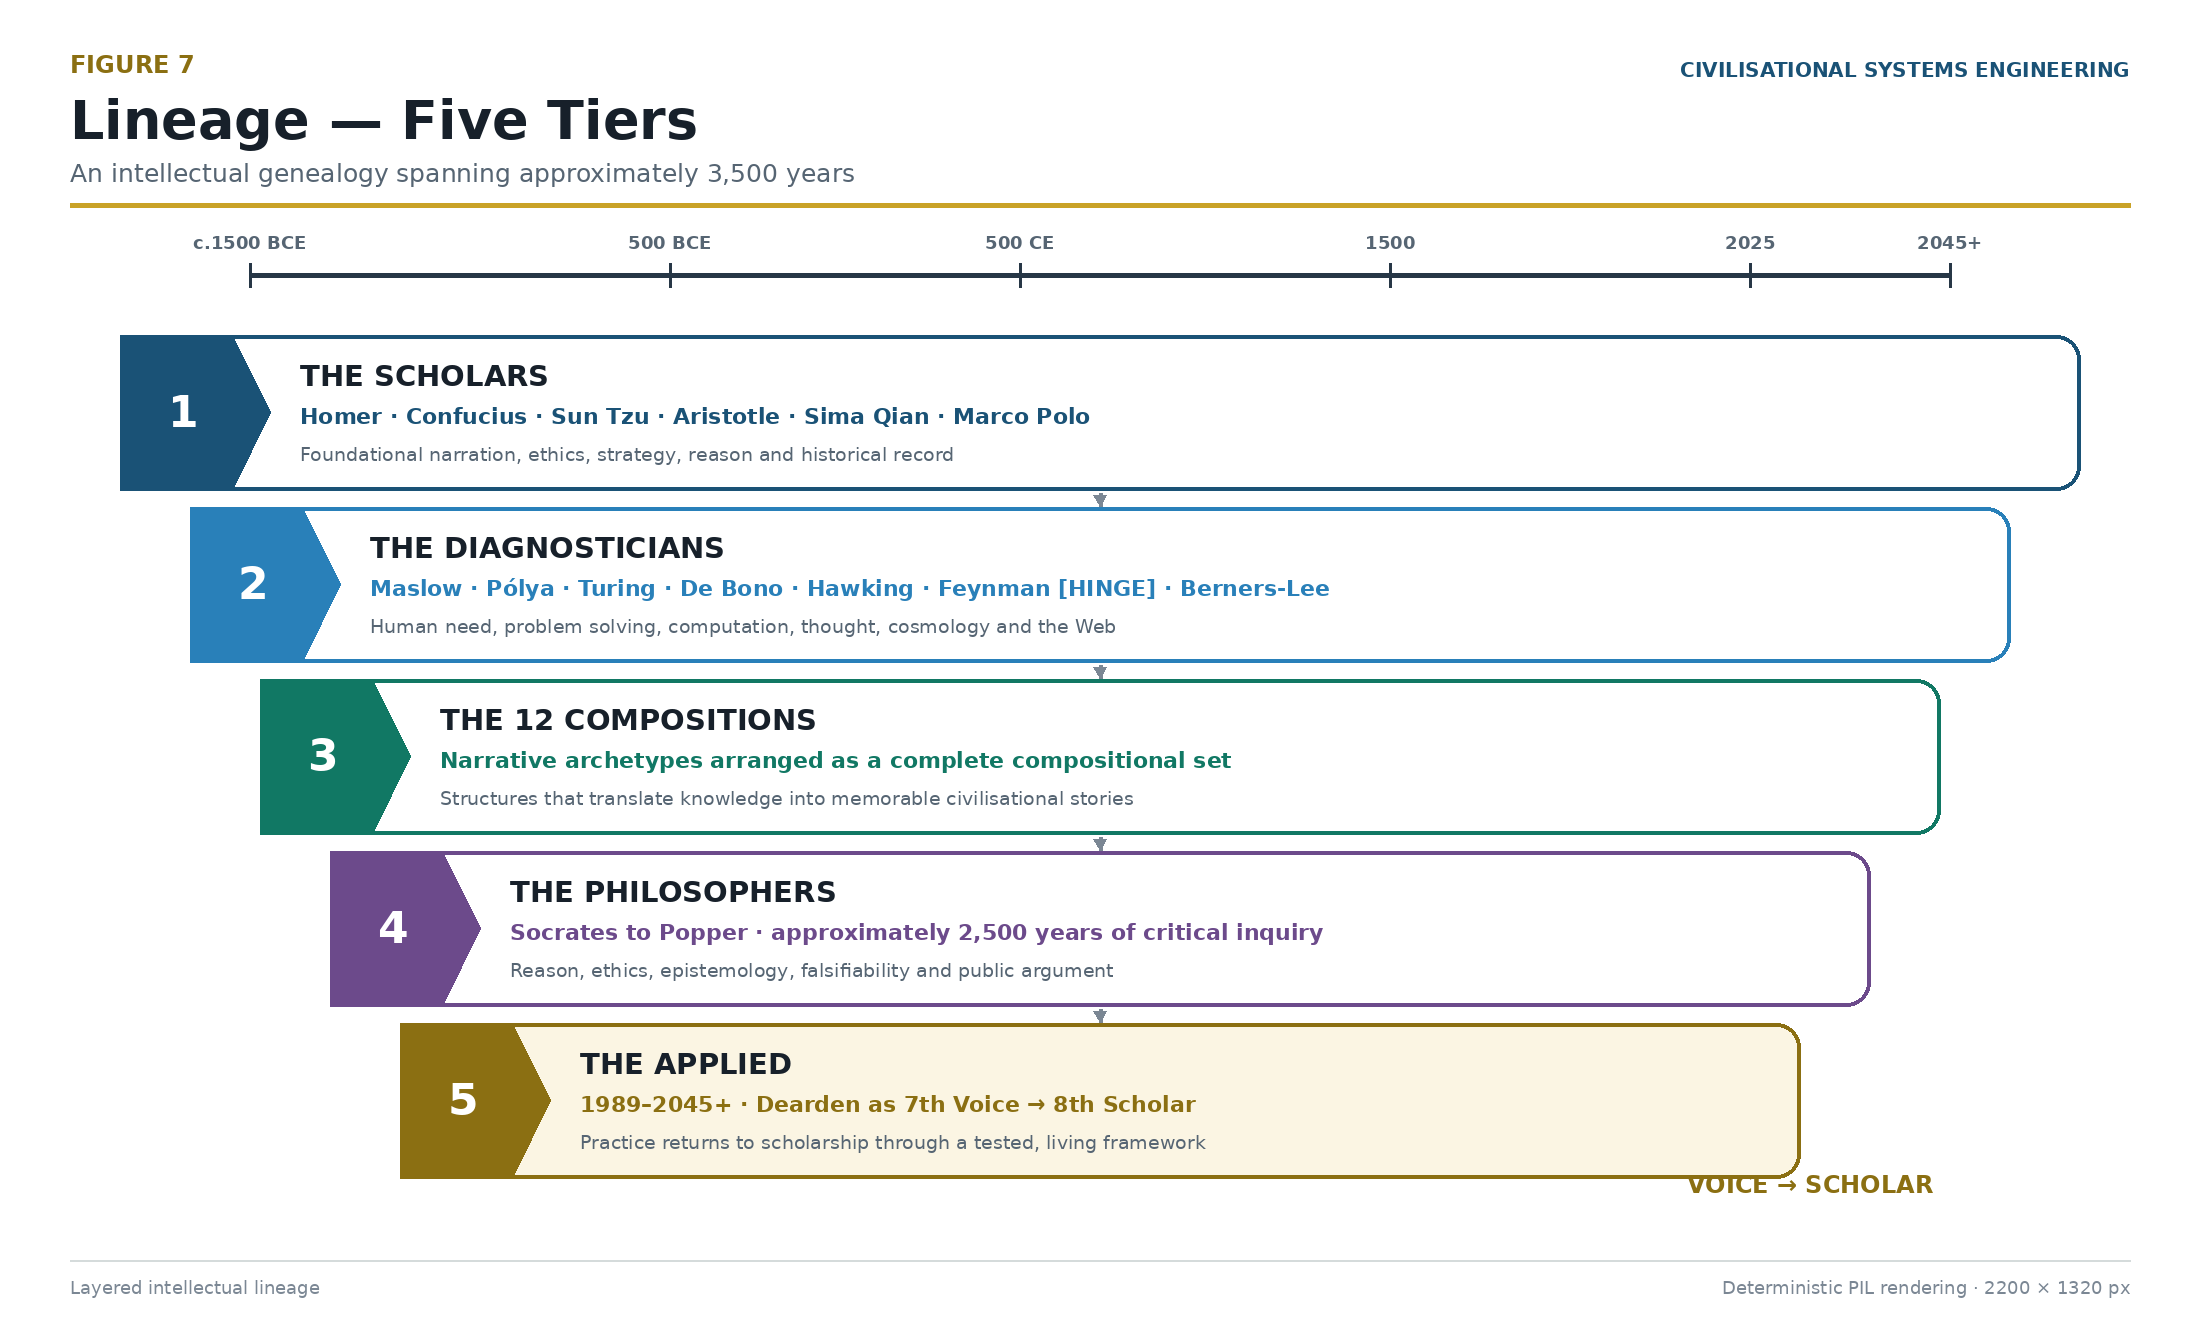 FIGURE 7
CIVILISATIONAL SYSTEMS ENGINEERING
Lineage — Five Tiers
An intellectual genealogy spanning approximately 3,500 years
c.1500 BCE 500 BCE 500 CE 1500 2025 2045+
1
THE SCHOLARS
Homer · Confucius · Sun Tzu · Aristotle · Sima Qian · Marco Polo
Foundational narration, ethics, strategy, reason and historical record
2
THE DIAGNOSTICIANS
Maslow · Pólya · Turing · De Bono · Hawking · Feynman [HINGE] · Berners-Lee
Human need, problem solving, computation, thought, cosmology and the Web
3
THE 12 COMPOSITIONS
Narrative archetypes arranged as a complete compositional set
Structures that translate knowledge into memorable civilisational stories
4
THE PHILOSOPHERS
Socrates to Popper · approximately 2,500 years of critical inquiry
Reason, ethics, epistemology, falsifiability and public argument
5
THE APPLIED
1989–2045+ · Dearden as 7th Voice → 8th Scholar
Practice returns to scholarship through a tested, living framework
VOICE → SCHOLAR
Layered intellectual lineage
Deterministic PIL rendering · 2200 × 1320 px